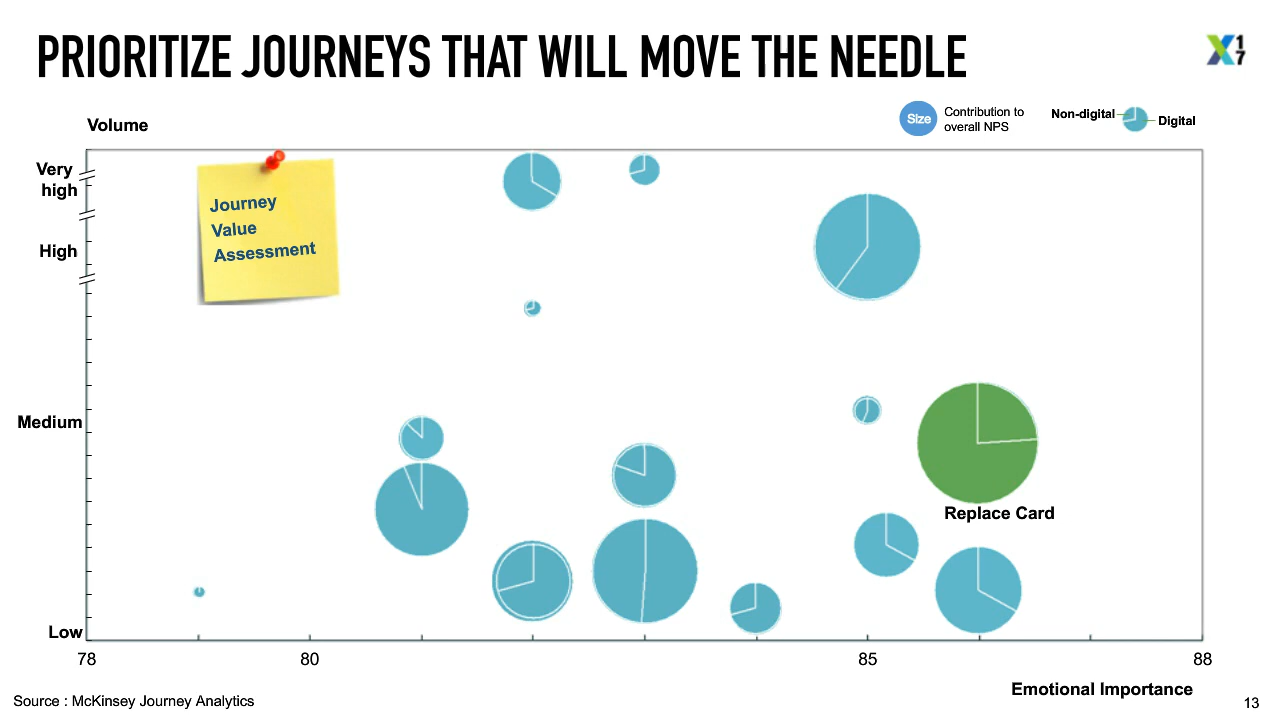 PRIORITIZE JOURNEYS THAT WILL MOVE THE NEEDLE
X17
Size
Contribution to
overall NPS
Non-digital
Digital
Volume
Very
high
High
Medium
Low
Journey
Value
Assessment
Replace Card
78
80
85
88
Emotional Importance
Source : McKinsey Journey Analytics
13